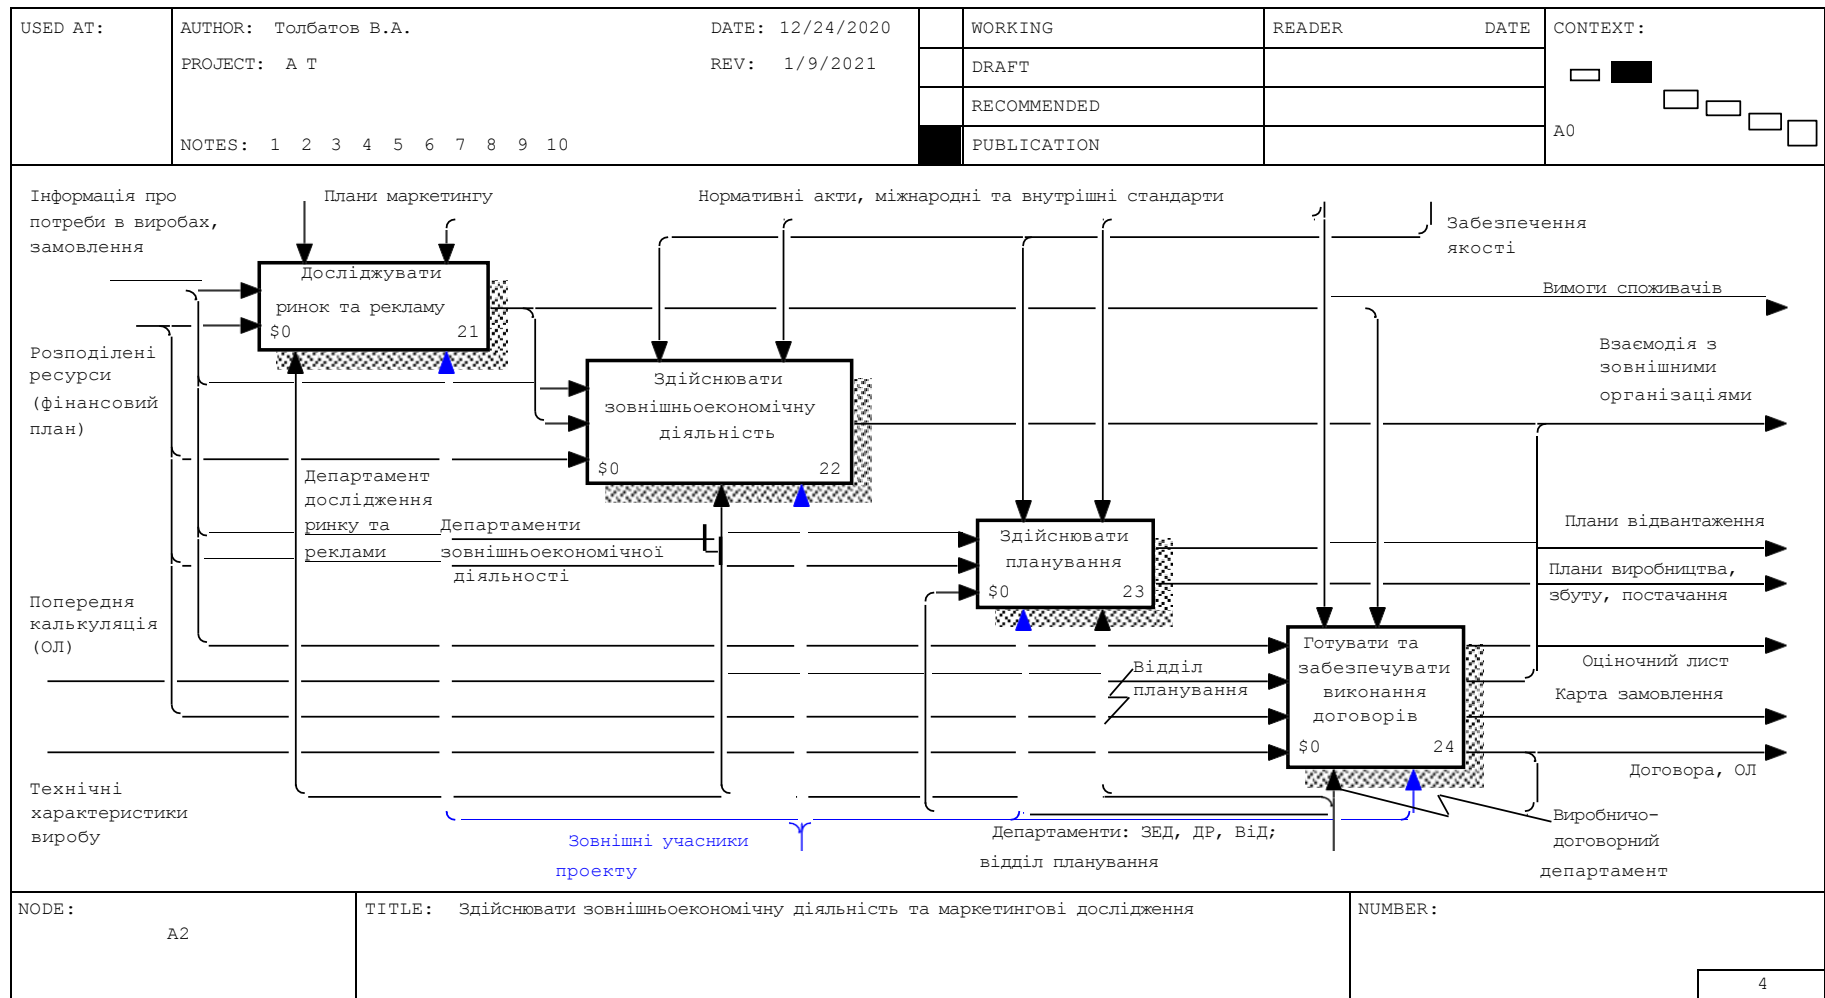 USED AT:
AUTHOR: Толбатов В.А.
DATE: 12/24/2020
PROJECT: А Т
REV: 1/9/2021
NOTES: 1 2 3 4 5 6 7 8 9 10
WORKING
DRAFT
RECOMMENDED
PUBLICATION
READER
DATE
CONTEXT:
A0
Інформація про
потреби в виробах,
замовлення
Плани маркетингу
Нормативні акти, міжнародні та внутрішні стандарти
Забезпечення
якості
Досліджувати
ринок та рекламу
$0 21
Вимоги споживачів
Розподілені
ресурси
(фінансовий
план)
Взаємодія з
зовнішними
організаціями
Здійснювати
зовнішньоекономічну
діяльність
$0 22
Департамент
дослідження
ринку та
реклами
Департаменти
зовнішньоекономічної
діяльності
Здійснювати
планування
$0 23
Плани відвантаження
Плани виробництва,
збуту, постачання
Попередня
калькуляція
(ОЛ)
Відділ
планування
Готувати та
забезпечувати
виконання
договорів
$0 24
Оціночний лист
Карта замовлення
Договора, ОЛ
Технічні
характеристики
виробу
Зовнішні учасники
проекту
Департаменти: ЗЕД, ДР, ВіД;
відділ планування
Виробничо-
договорний
департамент
NODE:
A2
TITLE: Здійснювати зовнішньоекономічну діяльність та маркетингові дослідження
NUMBER:
4